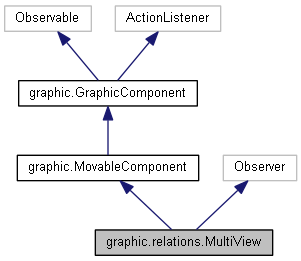 Observable
ActionListener
graphic.GraphicComponent
graphic.MovableComponent
Observer
graphic.relations.MultiView